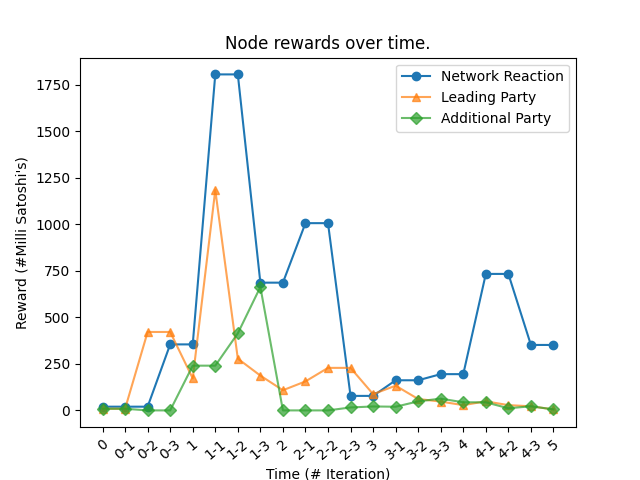 Node rewards over time.
Network Reaction
Leading Party
Additional Party
Reward (#Milli Satoshi's)
1750
1500
1250
1000
750
500
250
0
0 0-1 0-2 0-3 1 1-1 1-2 1-3 2 2-1 2-2 2-3 3 3-1 3-2 3-3 4 4-1 4-2 4-3 5
Time (# Iteration)